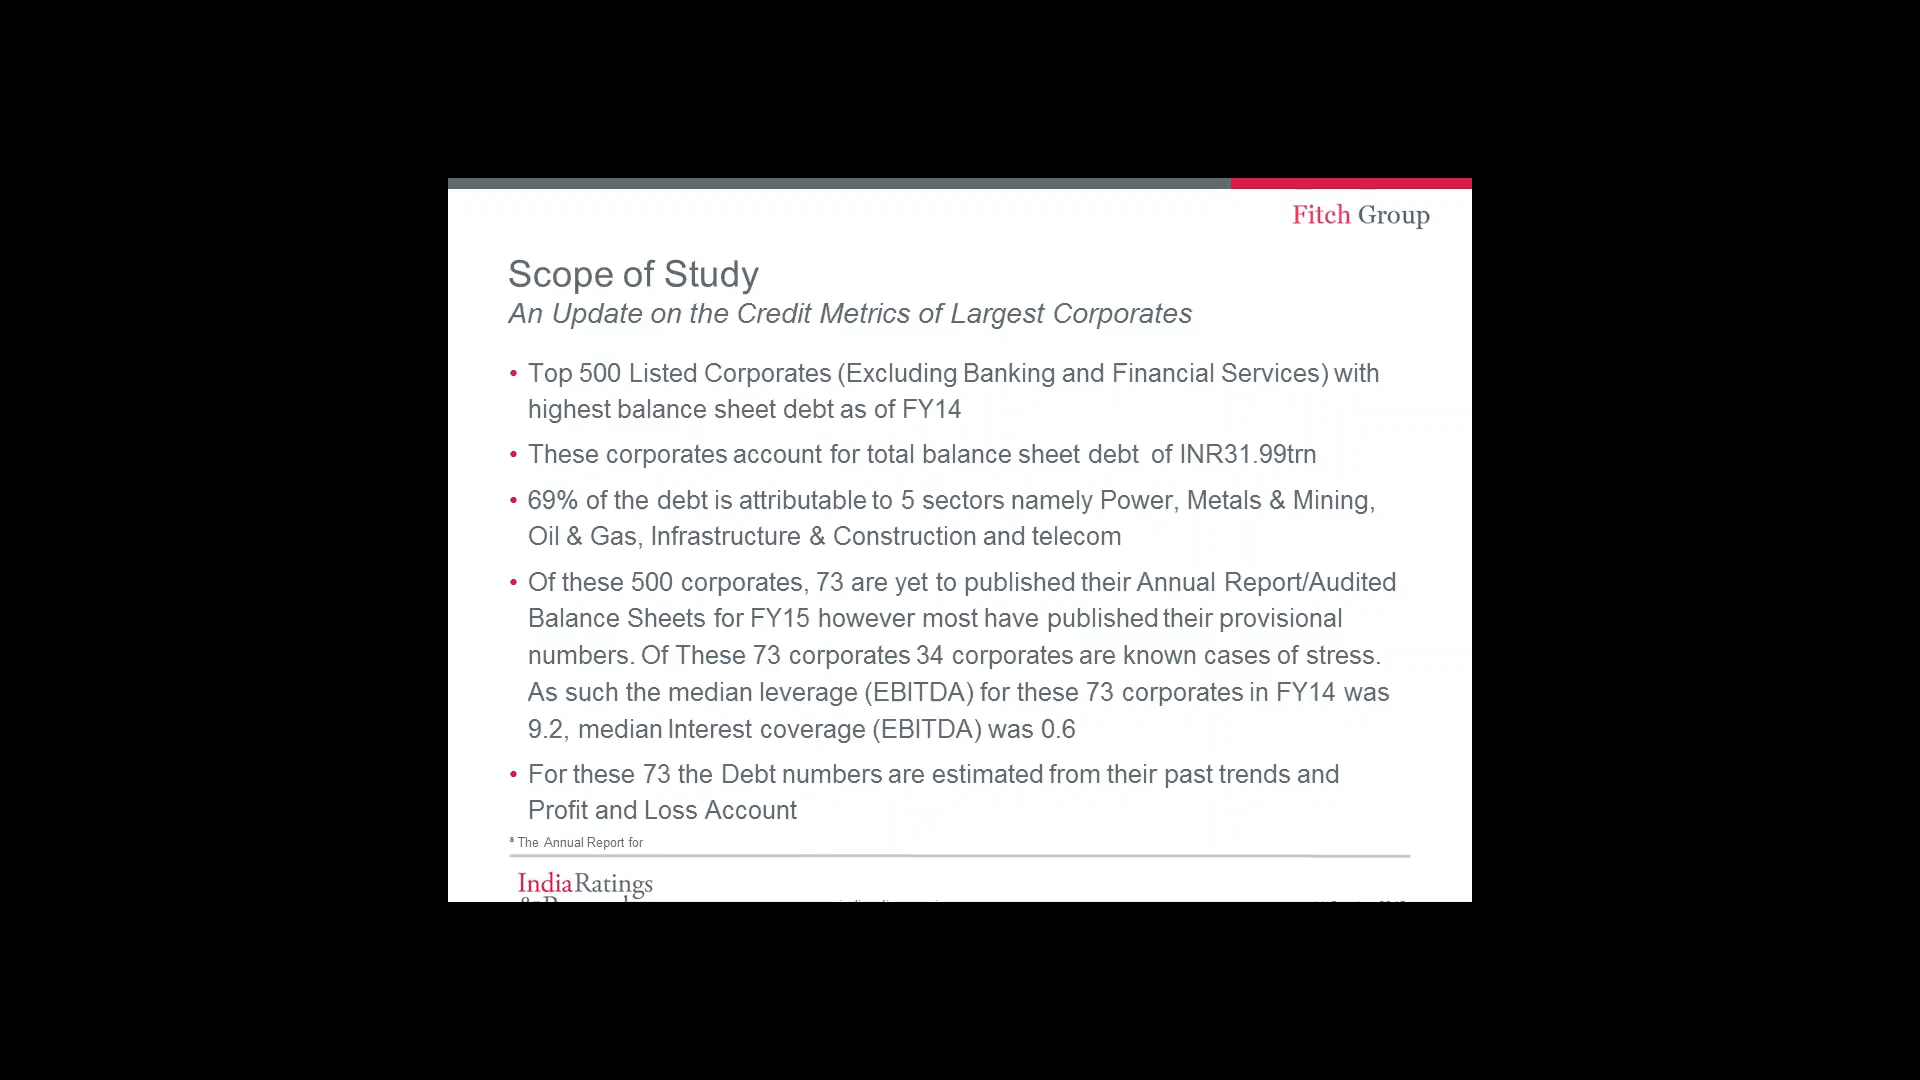 Fitch Group
Scope of Study
An Update on the Credit Metrics of Largest Corporates
• Top 500 Listed Corporates (Excluding Banking and Financial Services) with
highest balance sheet debt as of FY14
• These corporates account for total balance sheet debt of INR31.99trn
• 69% of the debt is attributable to 5 sectors namely Power, Metals & Mining,
Oil & Gas, Infrastructure & Construction and telecom
• Of these 500 corporates, 73 are yet to published their Annual Report/Audited
Balance Sheets for FY15 however most have published their provisional
numbers. Of These 73 corporates 34 corporates are known cases of stress.
As such the median leverage (EBITDA) for these 73 corporates in FY14 was
9.2, median Interest coverage (EBITDA) was 0.6
• For these 73 the Debt numbers are estimated from their past trends and
Profit and Loss Account
ª The Annual Report for
IndiaRatings